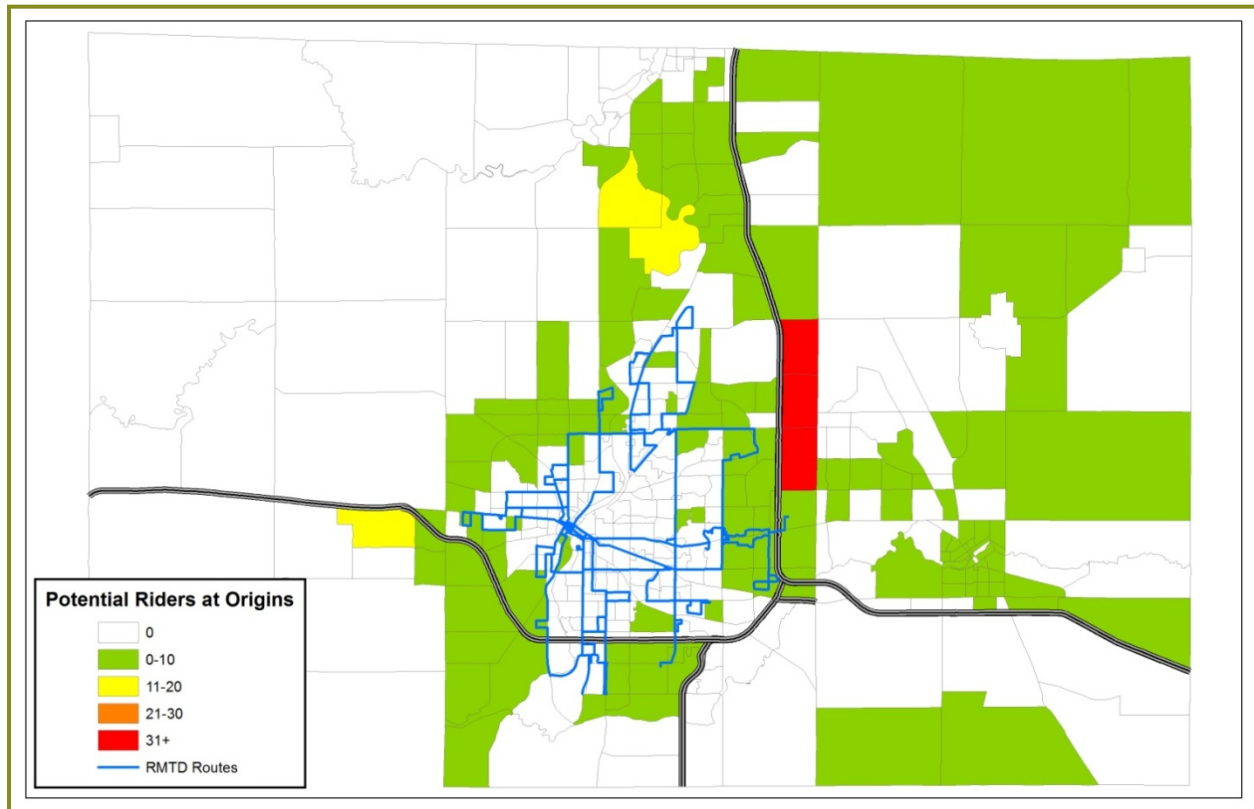 Potential Riders at Origins
0
0-10
11-20
21-30
31+
RMTD Routes